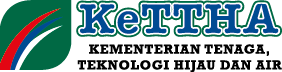 KeTTHA
KEMENTERIAN TENAGA,
TEKNOLOGI HIJAU DAN AIR